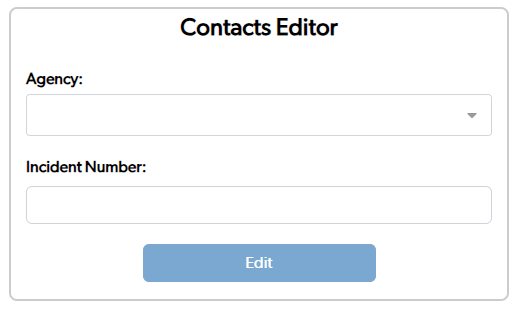 Contacts Editor
Agency:
Incident Number:
Edit